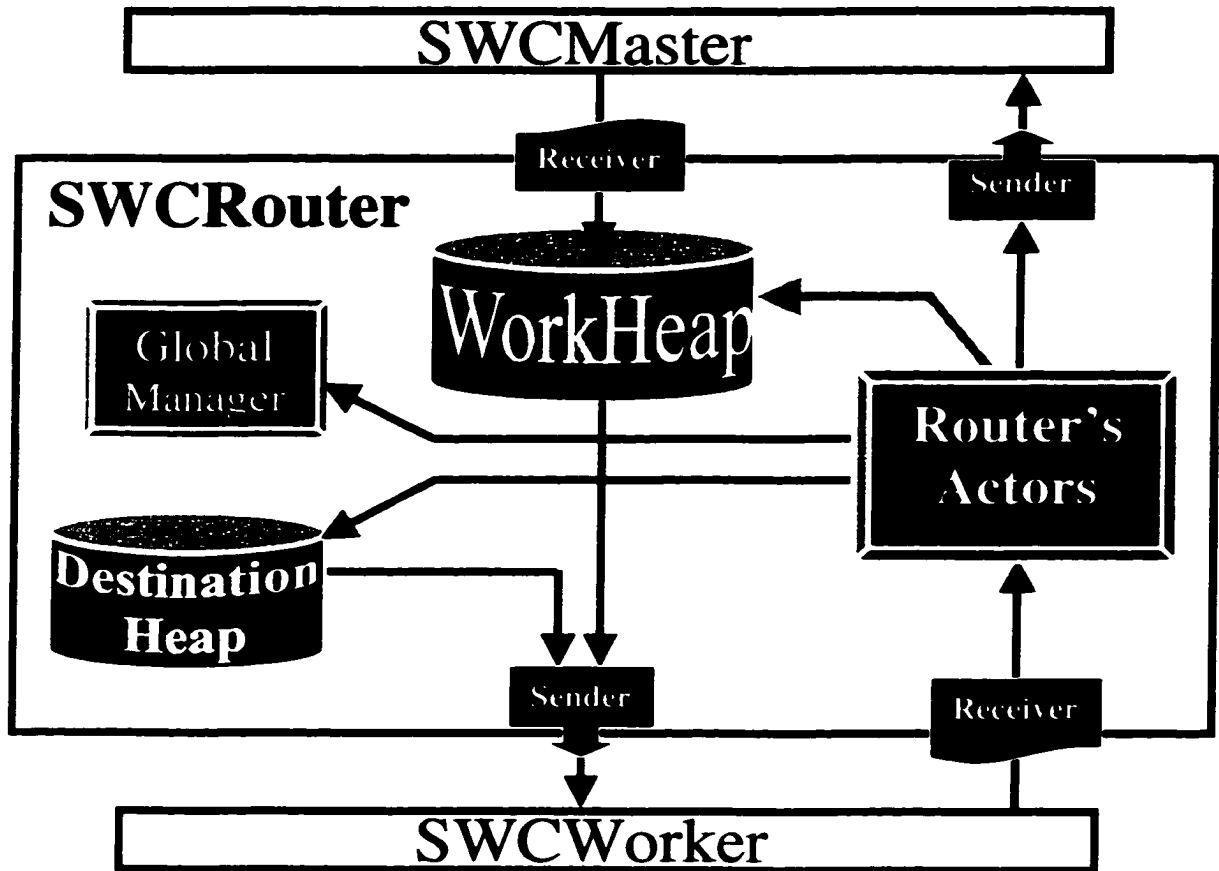 SWCMaster
Receiver
Sender
SWCRouter
WorkHeap
Global
Manager
Router's
Actors
Destination
Heap
Sender
Receiver
SWCWorker